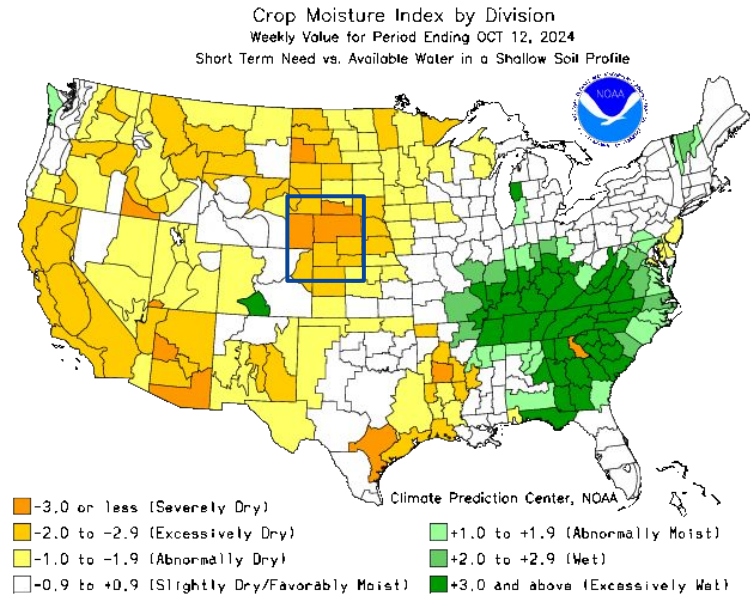 Crop Moisture Index by Division
Weekly Value for Period Ending OCT 12, 2024
Short Term Need vs. Available Water in a Shallow Soil Profile
NOAA
Climate Prediction Center, NOAA
-3.0 or less (Severely Dry)
-2.0 to -2.9 (Excessively Dry)
-1.0 to -1.9 (Abnormally Dry)
-0.9 to +0.9 (Slightly Dry/Favorably Moist)
+1.0 to +1.9 (Abnormally Moist)
+2.0 to +2.9 (Wet)
+3.0 and above (Excessively Wet)